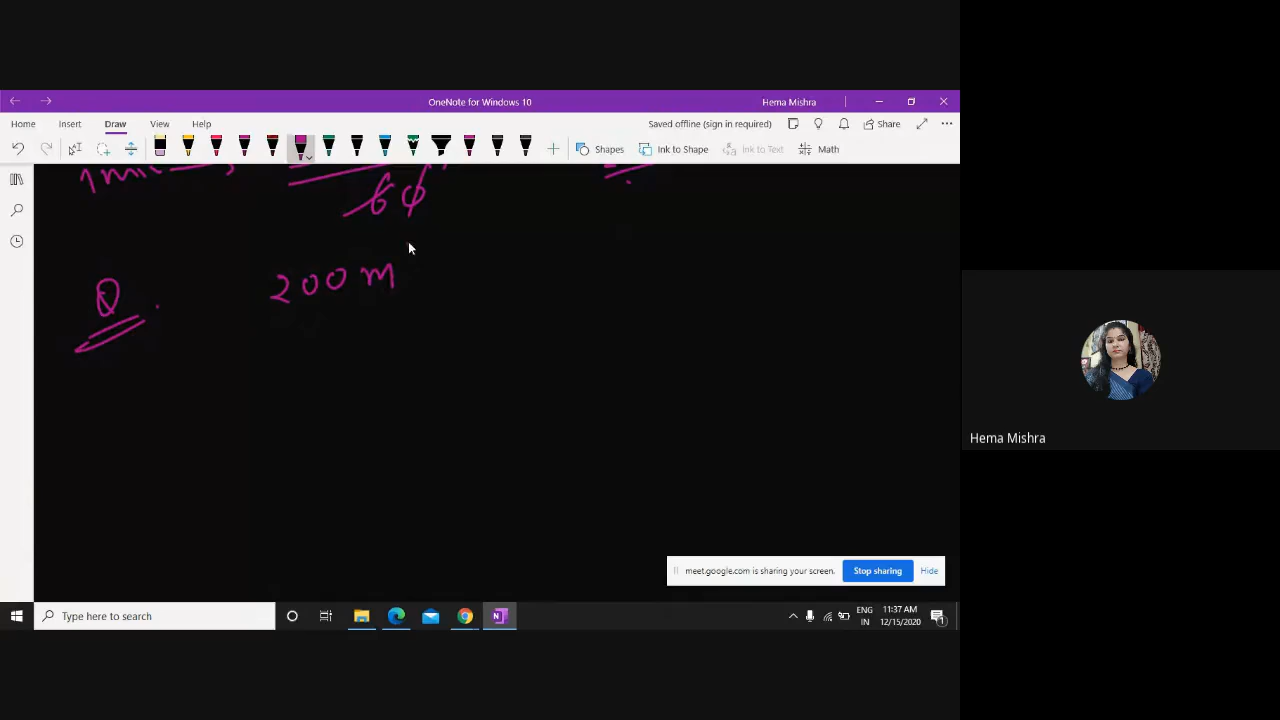 OneNote for Windows 10
Hema Mishra
Home Insert Draw View Help
Saved offline (sign in required)
Share
Shapes
Ink to Shape
Ink to Text
Math
60
Q. 200 m
Hema Mishra
meet.google.com is sharing your screen.
Stop sharing
Hide
Type here to search
ENG
IN
11:37 AM
12/15/2020
1